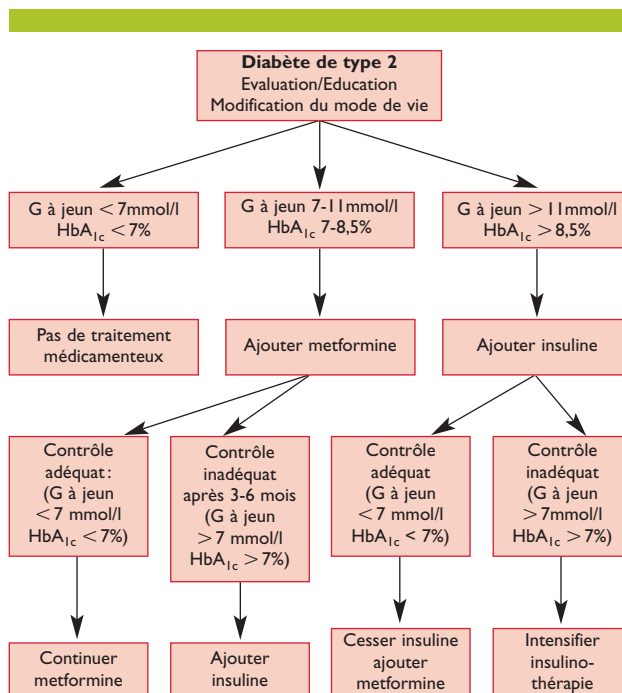 Diabète de type 2
Evaluation/Education
Modification du mode de vie
G à jeun < 7mmol/l
HbA1c < 7%
G à jeun 7-11mmol/l
HbA1c 7-8,5%
G à jeun > 11mmol/l
HbA1c > 8,5%
Pas de traitement
médicamenteux
Ajouter metformine
Ajouter insuline
Contrôle
adéquat:
(G à jeun
< 7 mmol/l
HbA1c < 7%)
Contrôle
inadéquat
après 3-6 mois
(G à jeun
> 7 mmol/l
HbA1c > 7%)
Contrôle
adéquat
(G à jeun
< 7 mmol/l
HbA1c < 7%)
Contrôle
inadéquat
(G à jeun
> 7mmol/l
HbA1c > 7%)
Continuer
metformine
Ajouter
insuline
Cesser insuline
ajouter
metformine
Intensifier
insulino-
thérapie